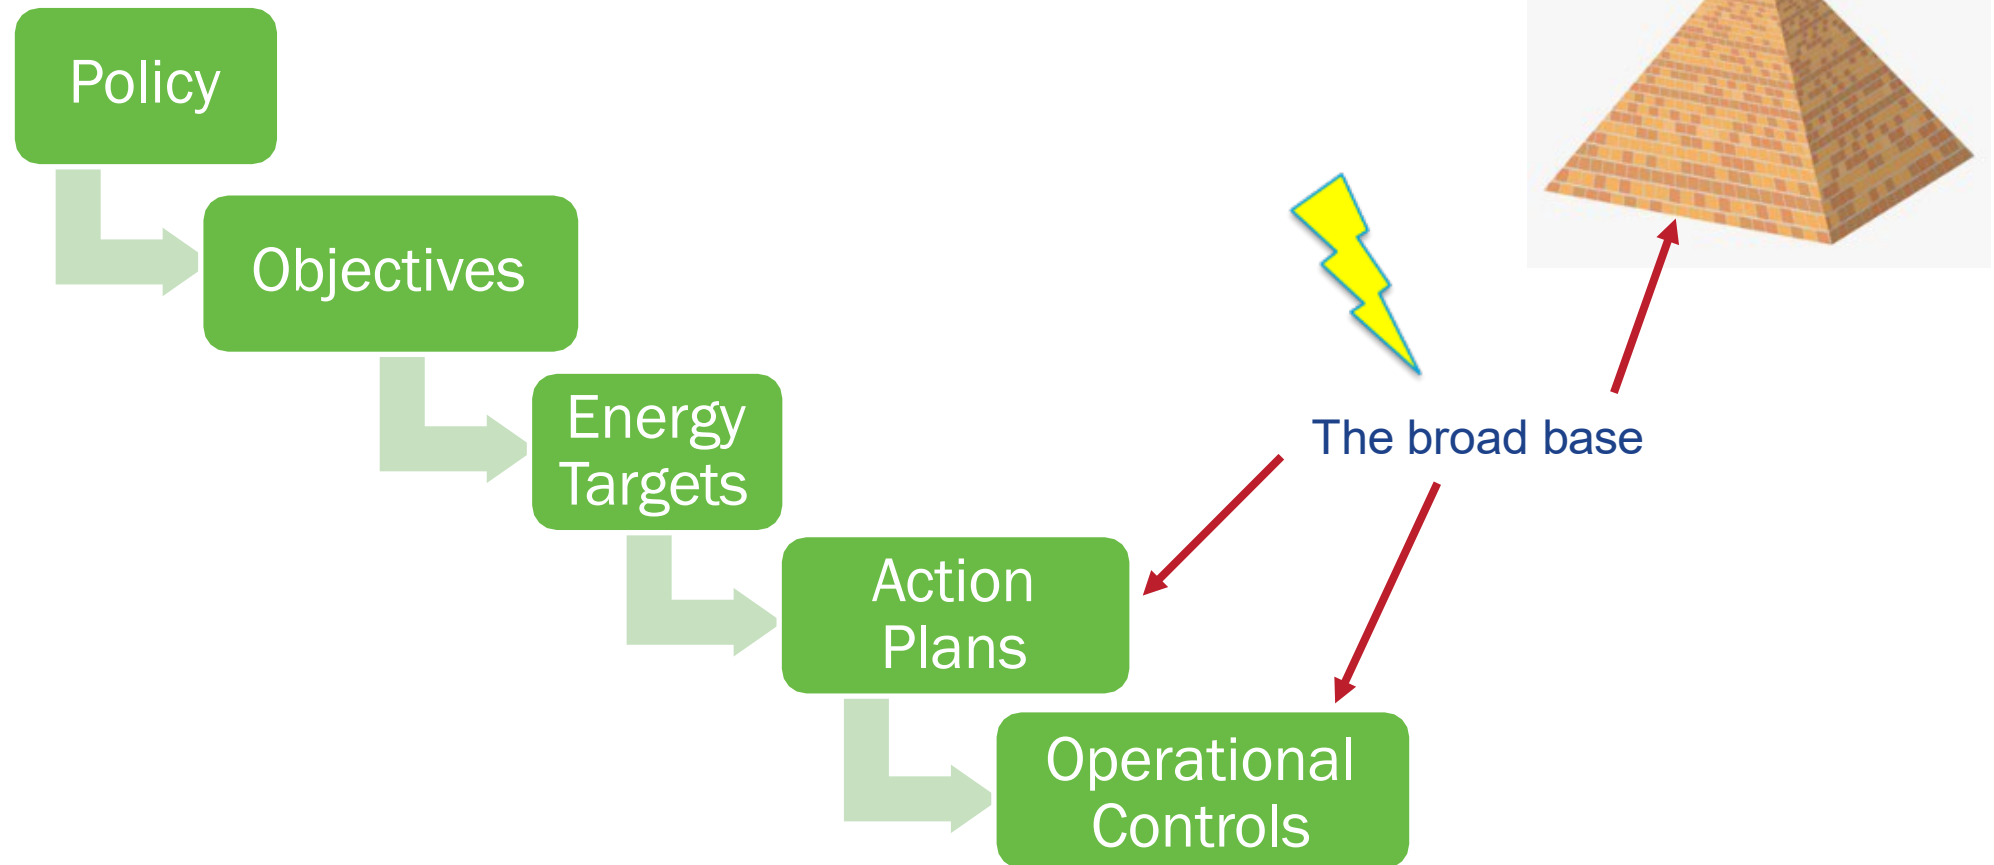 Policy
Objectives
Energy
Targets
The broad base
Action
Plans
Operational
Controls